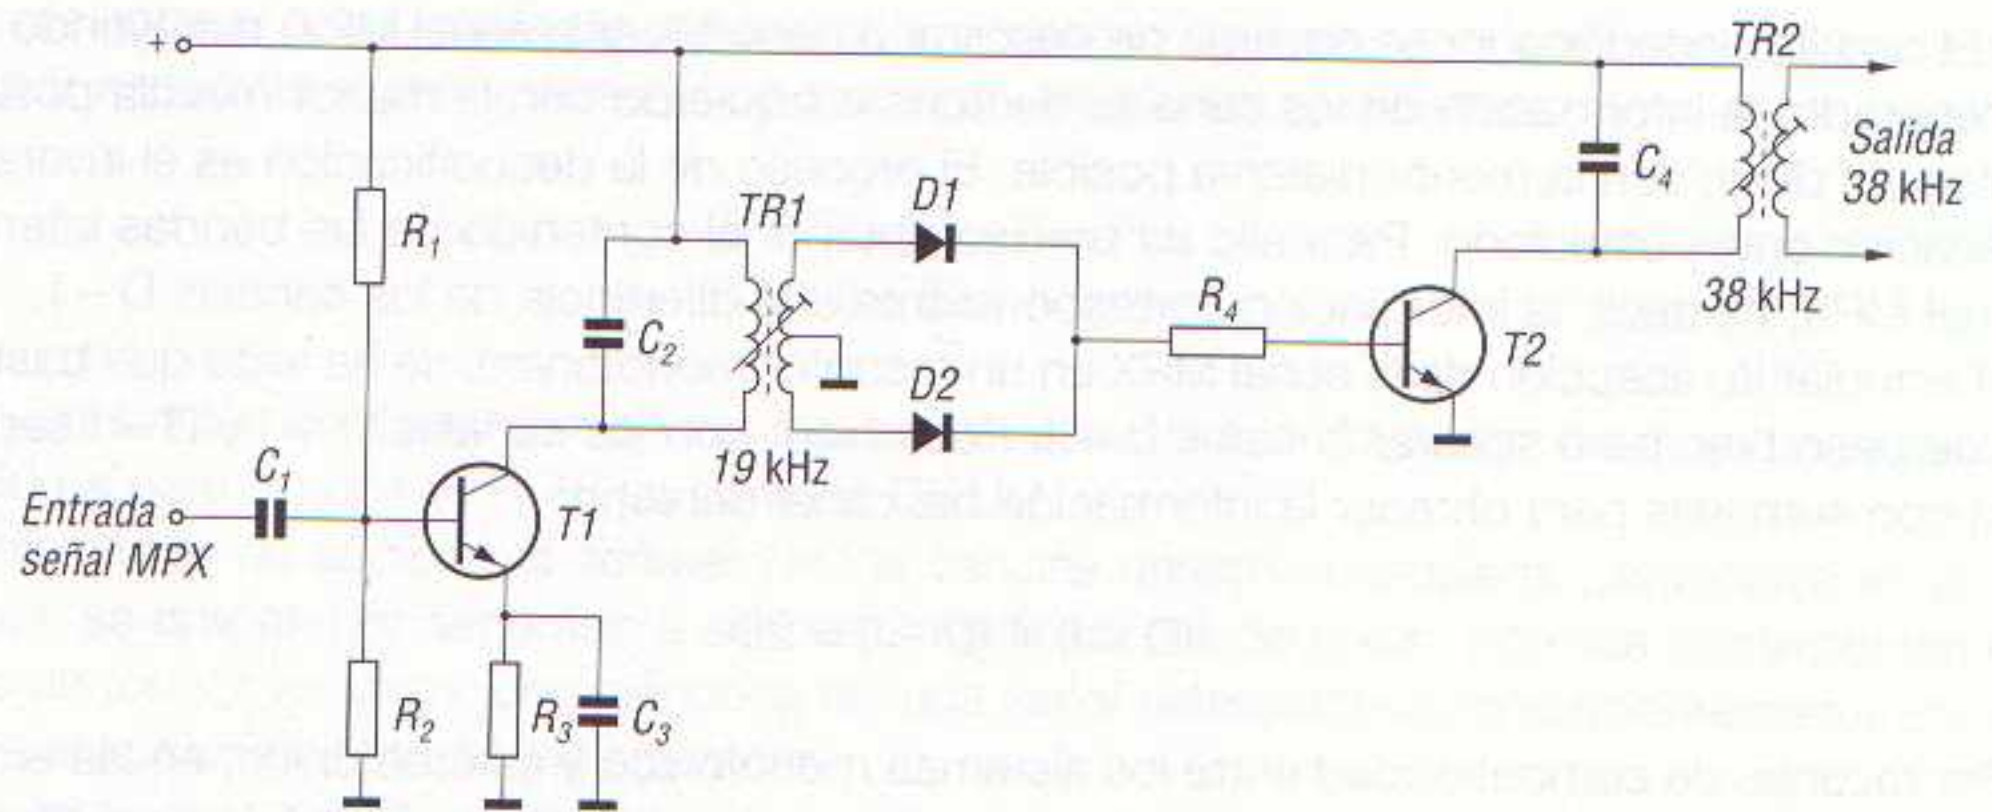 TR2
+
Salida
38 kHz
C4
D1
TR1
R1
R4
38 kHz
C2
T2
D2
19 kHz
C1
Entrada
señal MPX
T1
R2
R3
C3